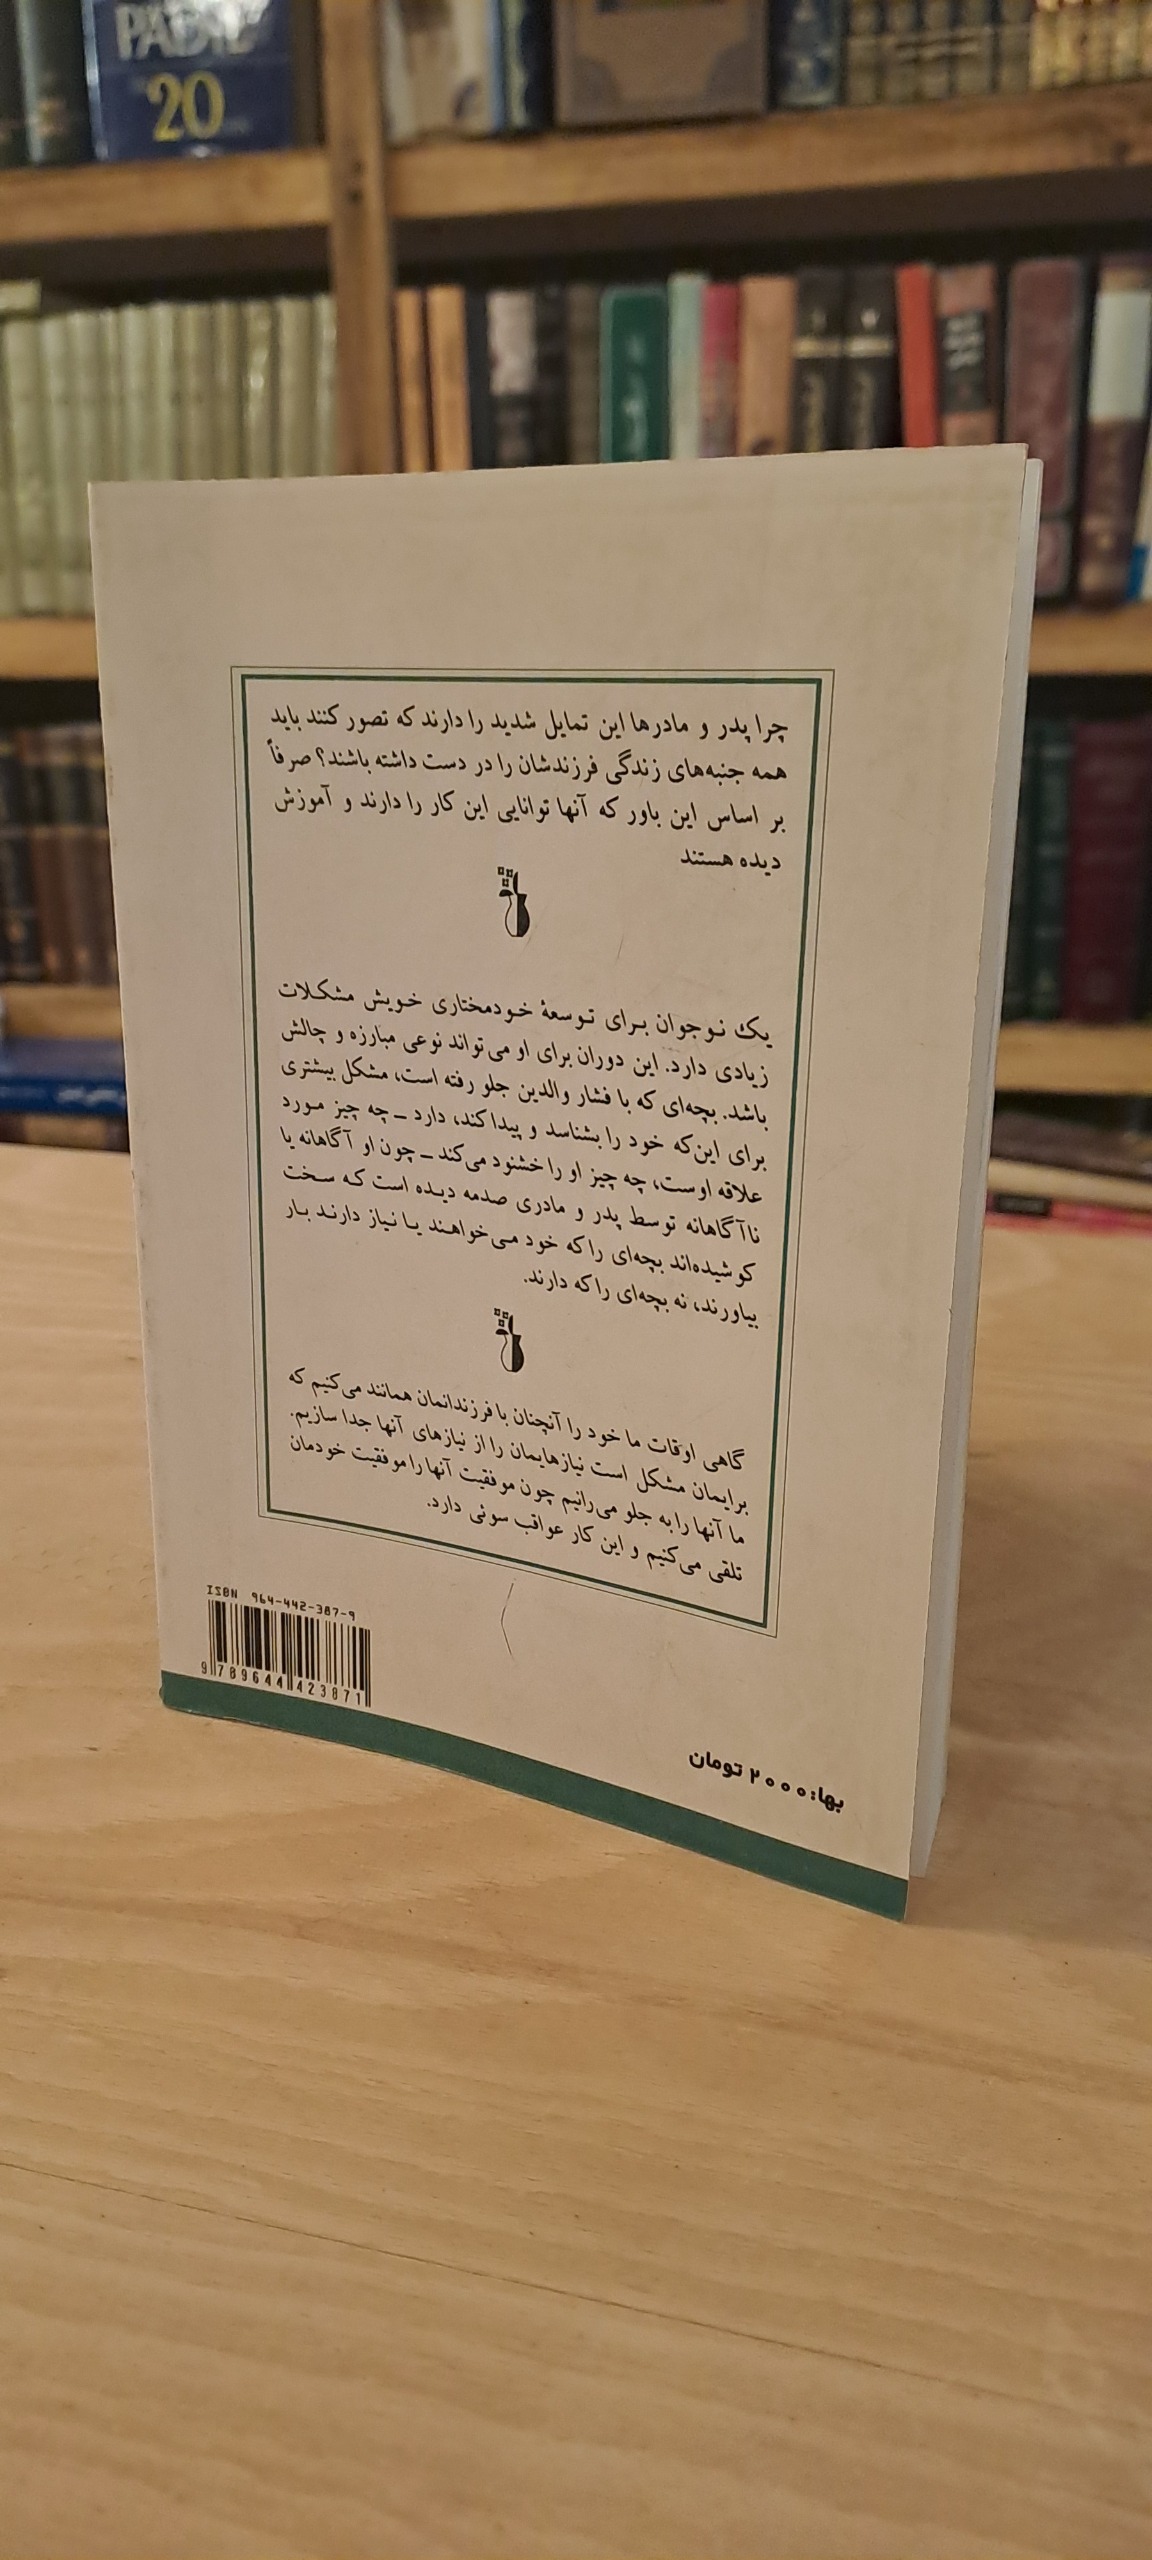 PADID
20
چرا پدر و مادرها این تمایل شدید را دارند که تصور کنند باید
همه جنبه‌های زندگی فرزندشان را در دست داشته باشند؟ صرفاً
بر اساس این باور که آنها توانایی این کار را دارند و آموزش
دیده هستند
یک نوجوان برای توسعهٔ خودمختاری خویش مشکلات
زیادی دارد. این دوران برای او می‌تواند نوعی مبارزه و چالش
باشد. بچه‌ای که با فشار والدین جلو رفته است، مشکل بیشتری
برای این‌که خود را بشناسد و پیدا کند، دارد ـ چه چیز مورد
علاقه اوست، چه چیز او را خشنود می‌کند ـ چون او آگاهانه یا
ناآگاهانه توسط پدر و مادری صدمه دیده است که سخت
کوشیده‌اند بچه‌ای را که خود می‌خواهند یا نیاز دارند بار
بیاورند، نه بچه‌ای را که دارند.
گاهی اوقات ما خود را آنچنان با فرزندانمان همانند می‌کنیم که
برایمان مشکل است نیازهایمان را از نیازهای آنها جدا سازیم.
ما آنها را به جلو می‌رانیم چون موفقیت آنها را موفقیت خودمان
تلقی می‌کنیم و این کار عواقب سوئی دارد.
ISBN 964-442-387-9
9 789644 423871
بها: ۲۰۰۰ تومان